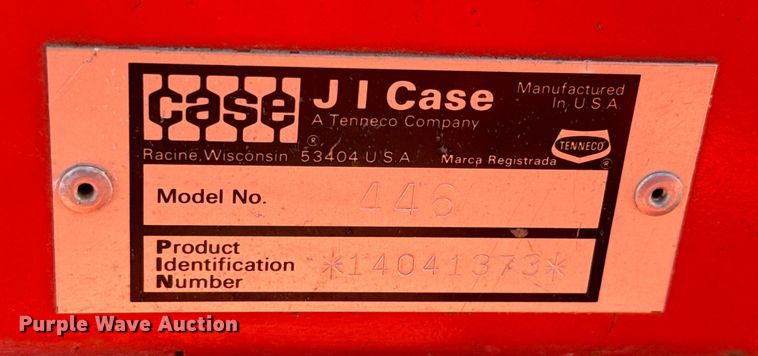 case
J I Case
A Tenneco Company
Manufactured
In U.S.A.
®
Racine, Wisconsin 53404 U S A
Marca Registrada
TENNECO
®
Model No. 446
Product
Identification
Number
*14041373*
Purple Wave Auction